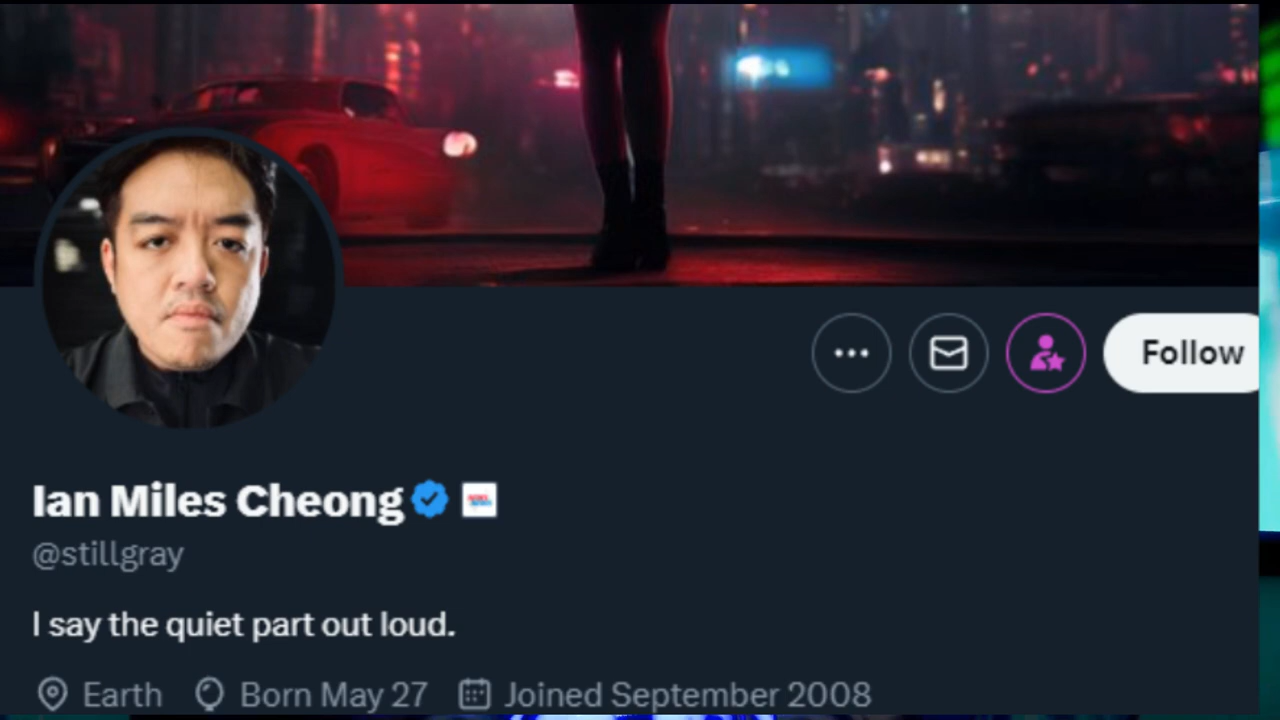 Follow
Ian Miles Cheong
@stillgray
I say the quiet part out loud.
Earth Born May 27 Joined September 2008